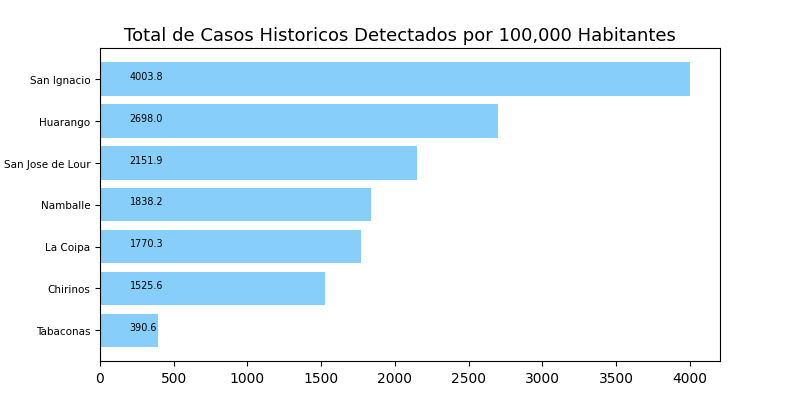 Total de Casos Historicos Detectados por 100,000 Habitantes
San Ignacio 4003.8
Huarango 2698.0
San Jose de Lour 2151.9
Namballe 1838.2
La Coipa 1770.3
Chirinos 1525.6
Tabaconas 390.6
0 500 1000 1500 2000 2500 3000 3500 4000